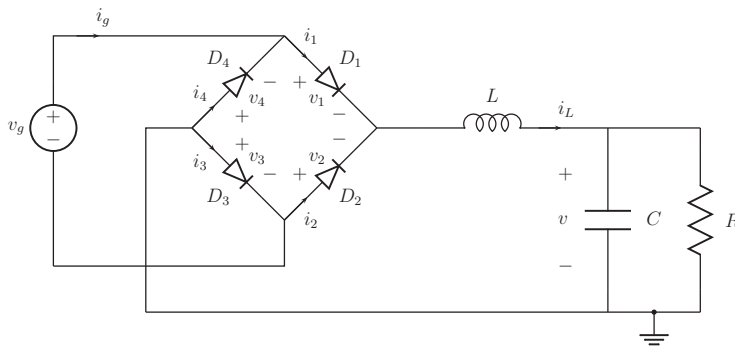 i_g
i_1
D_4
D_1
+
−
i_4
v_4
−
+
v_1
L
i_L
v_g
+
−
+
−
+
−
i_3
v_3
v_2
−
+
+
D_3
D_2
i_2
v
C
R
−